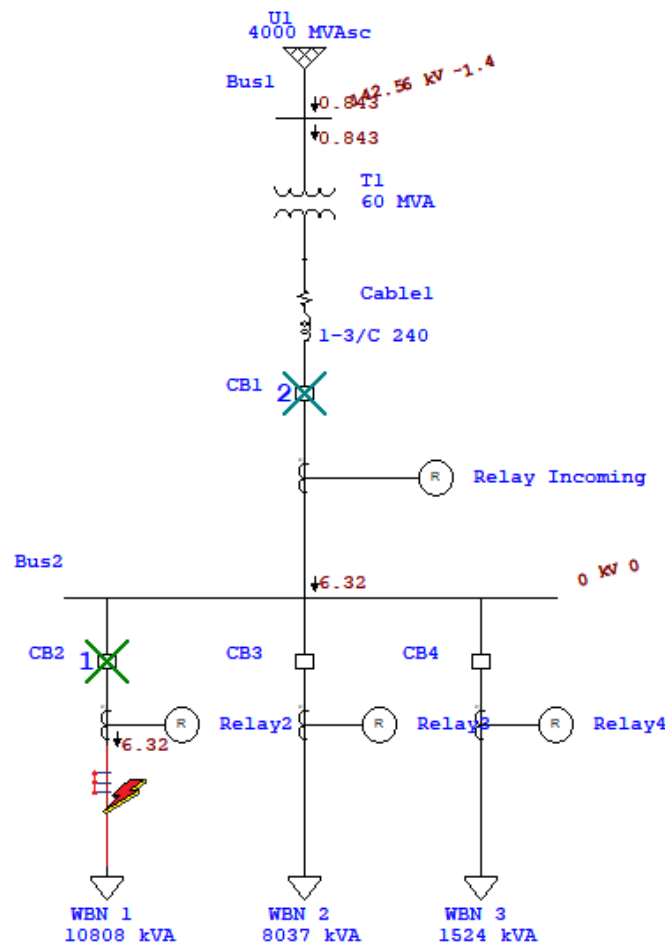 U1
4000 MVAsc
Bus1
142.56 kV -1.4
0.843
0.843
T1
60 MVA
Cable1
1-3/C 240
CB1
2
R
Relay Incoming
Bus2
6.32
0 kV 0
CB2
1
CB3
CB4
R
Relay2
R
Relay3
R
Relay4
6.32
WBN 1
10808 kVA
WBN 2
8037 kVA
WBN 3
1524 kVA